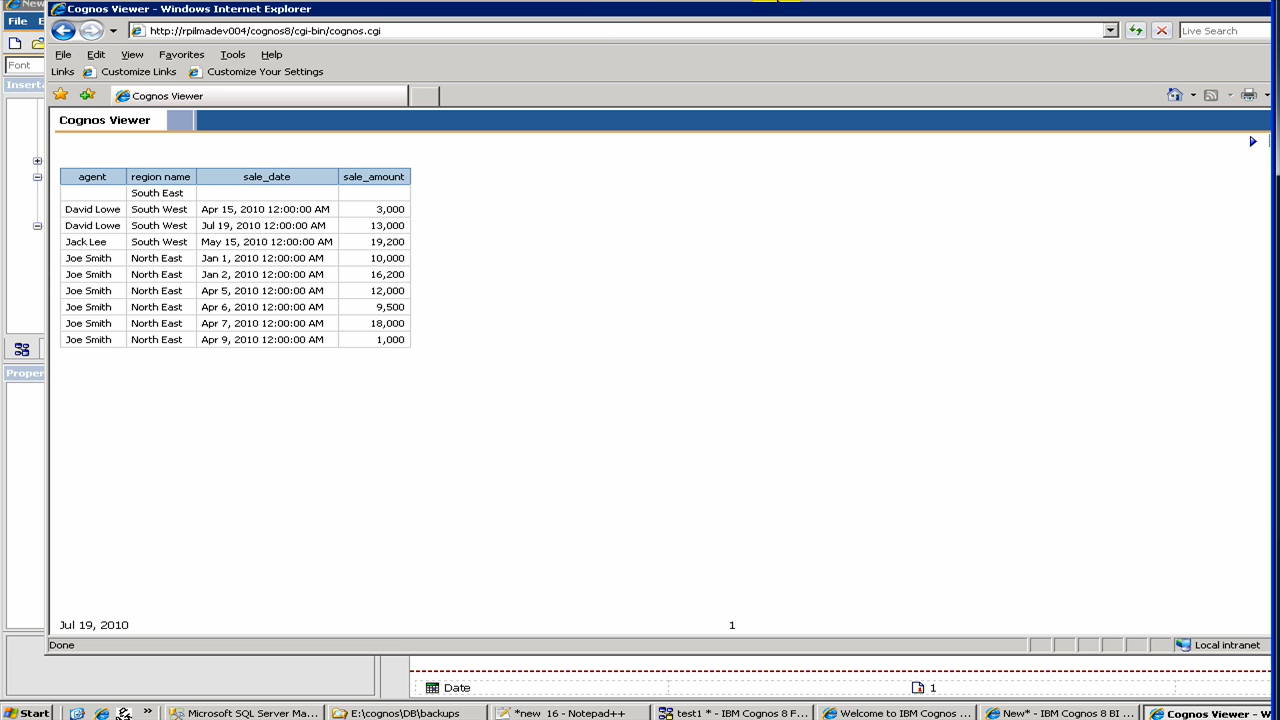 New
Cognos Viewer - Windows Internet Explorer
File E
http://rpilmadev004/cognos8/cgi-bin/cognos.cgi
Live Search
File Edit View Favorites Tools Help
Font
Links Customize Links Customize Your Settings
Insert
Cognos Viewer
Cognos Viewer
agent region name sale_date sale_amount
South East
David Lowe South West Apr 15, 2010 12:00:00 AM 3,000
David Lowe South West Jul 19, 2010 12:00:00 AM 13,000
Jack Lee South West May 15, 2010 12:00:00 AM 19,200
Joe Smith North East Jan 1, 2010 12:00:00 AM 10,000
Joe Smith North East Jan 2, 2010 12:00:00 AM 16,200
Joe Smith North East Apr 5, 2010 12:00:00 AM 12,000
Joe Smith North East Apr 6, 2010 12:00:00 AM 9,500
Joe Smith North East Apr 7, 2010 12:00:00 AM 18,000
Joe Smith North East Apr 9, 2010 12:00:00 AM 1,000
Proper
Jul 19, 2010 1
Done Local intranet
Date 1
Start » Microsoft SQL Server Ma... E:\cognos\DB\backups *new 16 - Notepad++ test1 * - IBM Cognos 8 F... Welcome to IBM Cognos ... New* - IBM Cognos 8 BI ... Cognos Viewer - W